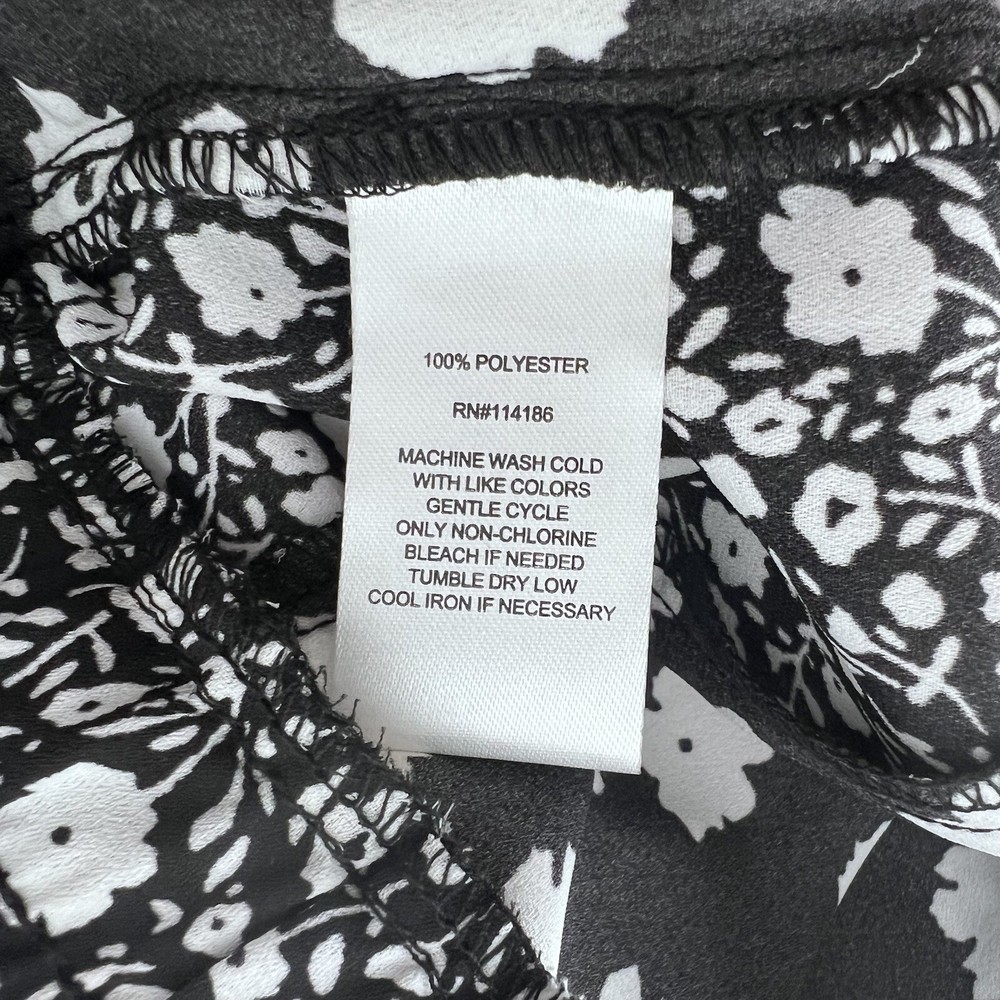 100% POLYESTER
RN#114186
MACHINE WASH COLD
WITH LIKE COLORS
GENTLE CYCLE
ONLY NON-CHLORINE
BLEACH IF NEEDED
TUMBLE DRY LOW
COOL IRON IF NECESSARY